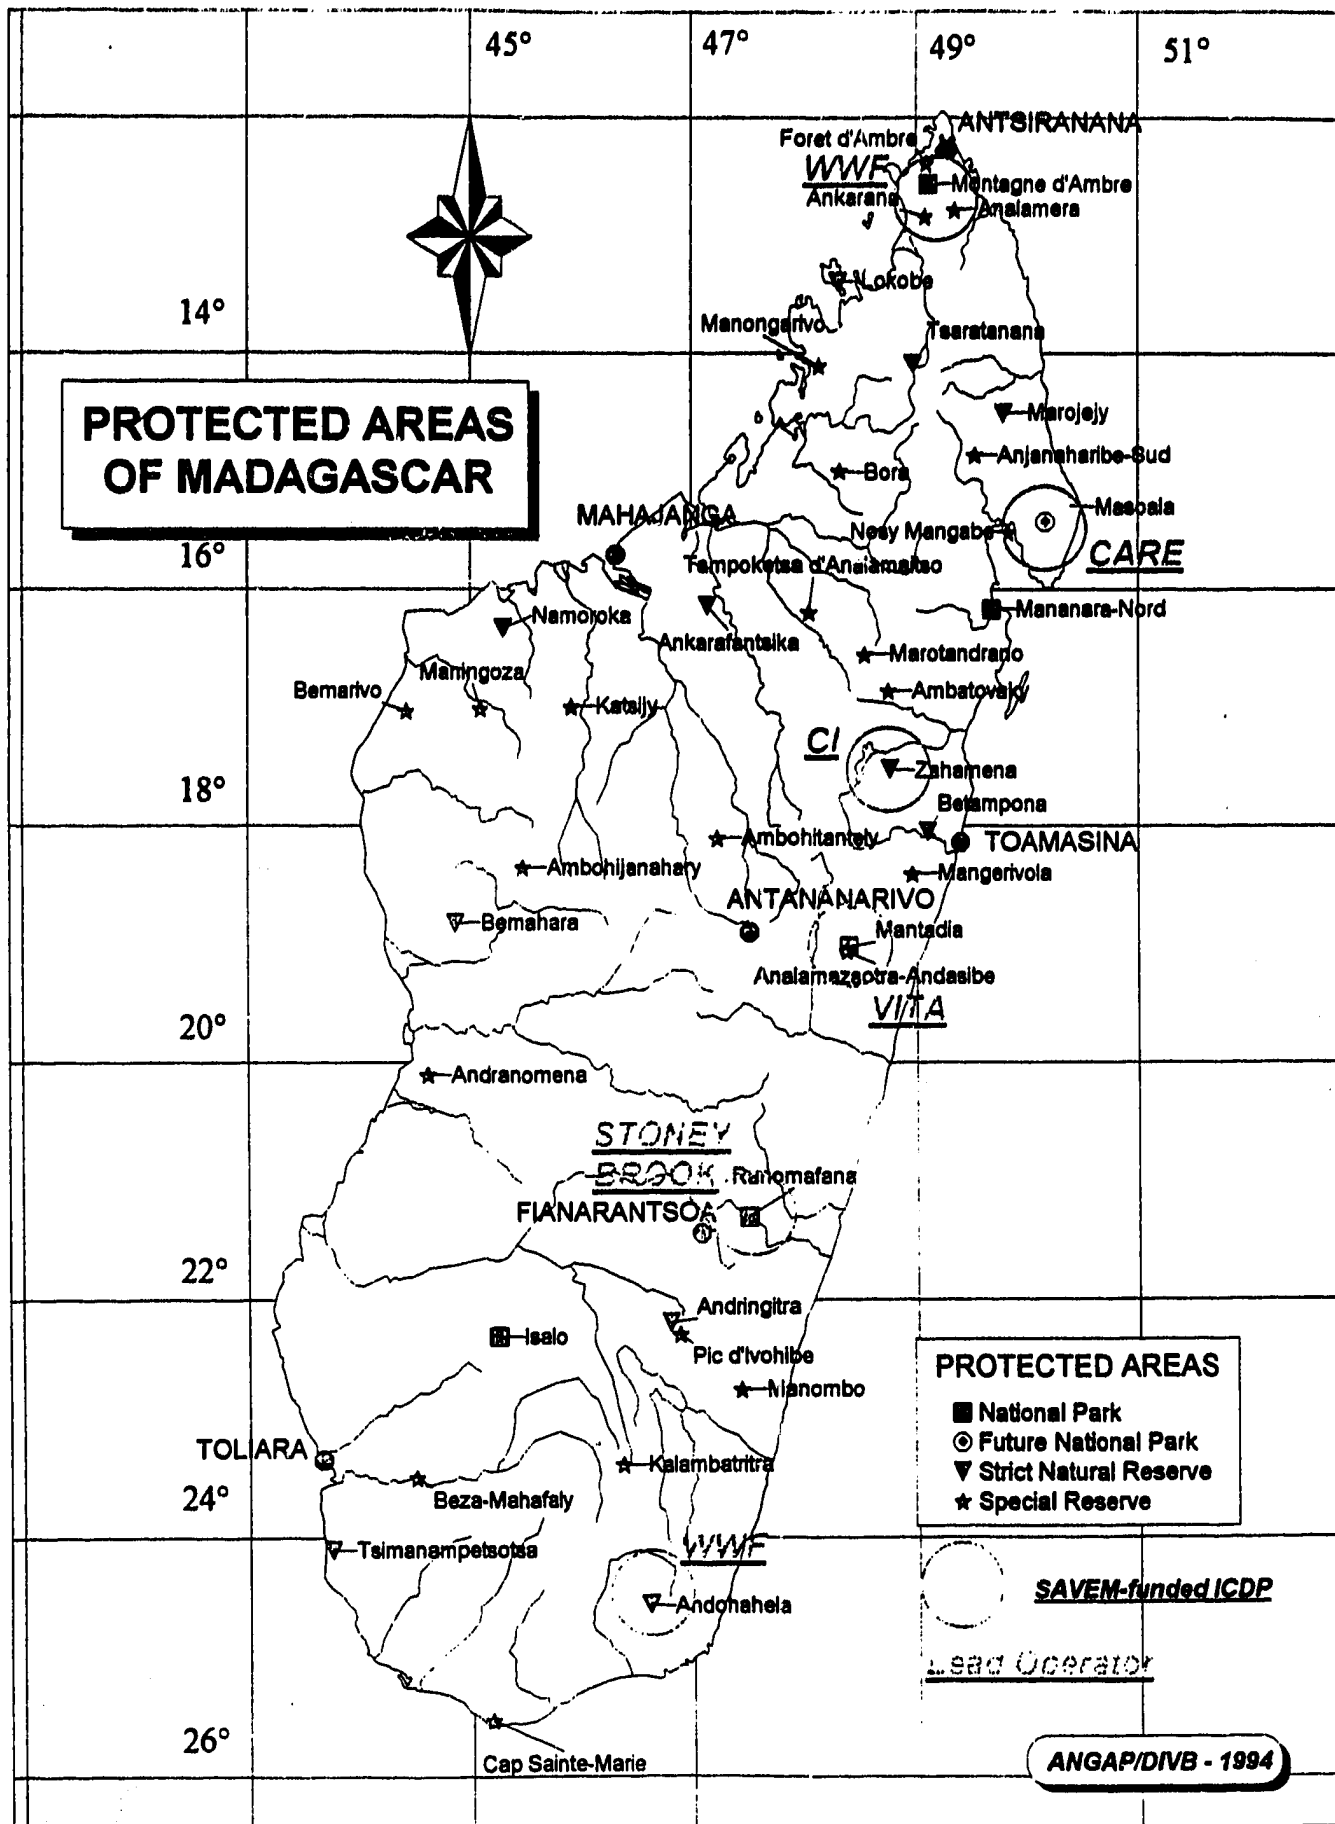 45°
47°
49°
51°
ANTSIRANANA
Foret d'Ambre
WWF
Montagne d'Ambre
Ankarana
Analamera
Lokobe
14°
Manongarivo
Tsaratanana
PROTECTED AREAS
OF MADAGASCAR
Marojejy
Anjanaharibe-Sud
Bora
Masoala
MAHAJANGA
Nosy Mangabe
CARE
16°
Tampoketsa d'Analamaitso
Mananara-Nord
Namoroka
Ankarafantsika
Marotandrano
Maningoza
Bemarivo
Ambatovaky
Katsijy
CI
Zahamena
18°
Betampona
Ambohitantely
TOAMASINA
Ambohijanahary
Mangerivola
ANTANANARIVO
Bemahara
Mantadia
Analamazaotra-Andasibe
VITA
20°
Andranomena
STONEY
BROOK
Ranomafana
FIANARANTSOA
22°
Andringitra
Isalo
Pic d'Ivohibe
Manombo
PROTECTED AREAS
National Park
Future National Park
Strict Natural Reserve
Special Reserve
TOLIARA
Kalambatritra
24°
Beza-Mahafaly
Tsimanampetsotsa
WWF
Andohahela
SAVEM-funded ICDP
Lead Operator
26°
Cap Sainte-Marie
ANGAP/DIVB - 1994